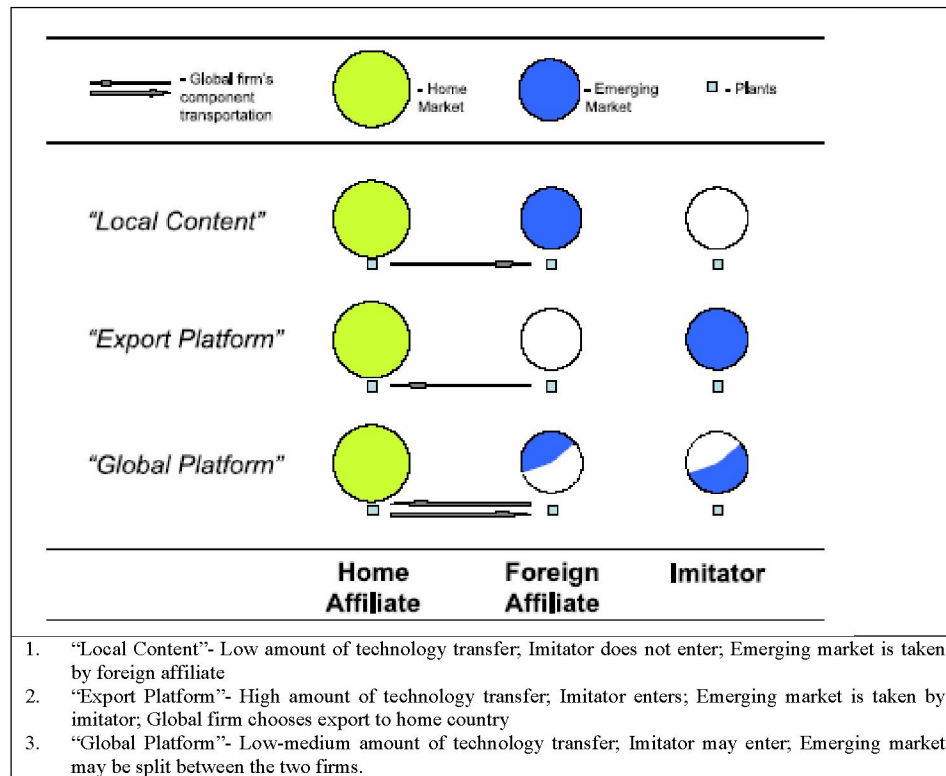 - Global firm's component transportation
- Home Market
- Emerging Market
- Plants
"Local Content"
"Export Platform"
"Global Platform"
Home Affiliate
Foreign Affiliate
Imitator
1. “Local Content”- Low amount of technology transfer; Imitator does not enter; Emerging market is taken
by foreign affiliate
2. “Export Platform”- High amount of technology transfer; Imitator enters; Emerging market is taken by
imitator; Global firm chooses export to home country
3. “Global Platform”- Low-medium amount of technology transfer; Imitator may enter; Emerging market
may be split between the two firms.